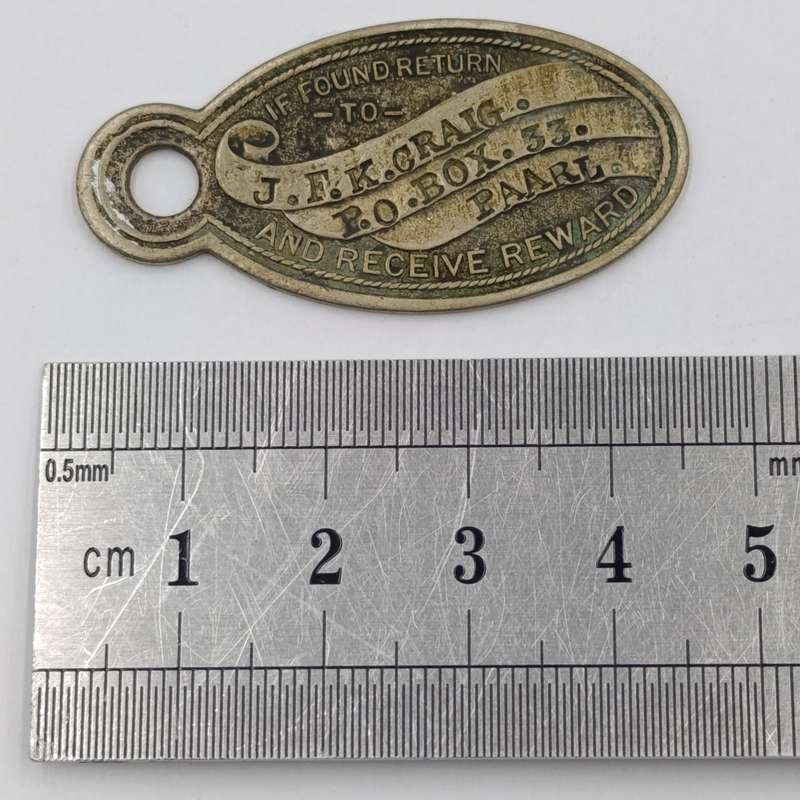 IF FOUND RETURN
-TO-
J.F.K.CRAIG.
P.O.BOX.33.
PAARL.
AND RECEIVE REWARD
0.5mm
cm 1 2 3 4 5